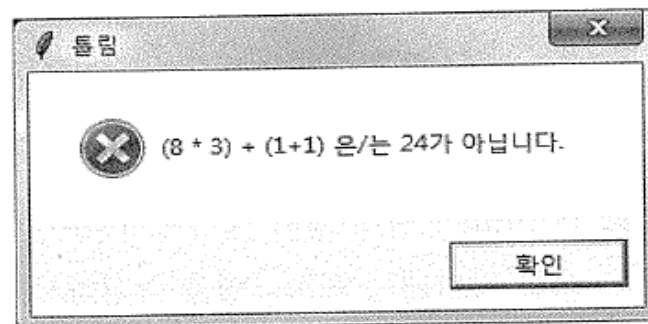 틀림
(8 * 3) + (1+1) 은/는 24가 아닙니다.
확인